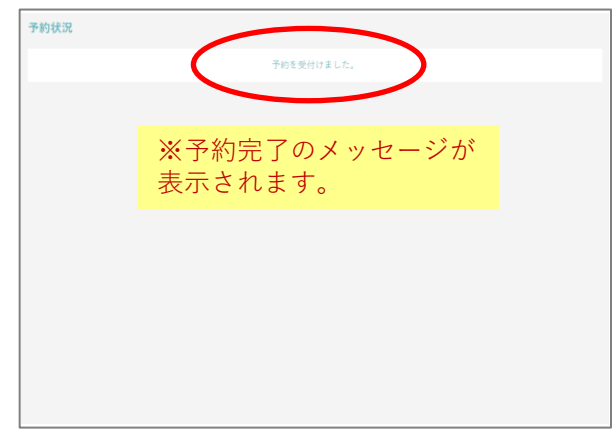 予約状況
予約を受付けました。
※予約完了のメッセージが
表示されます。